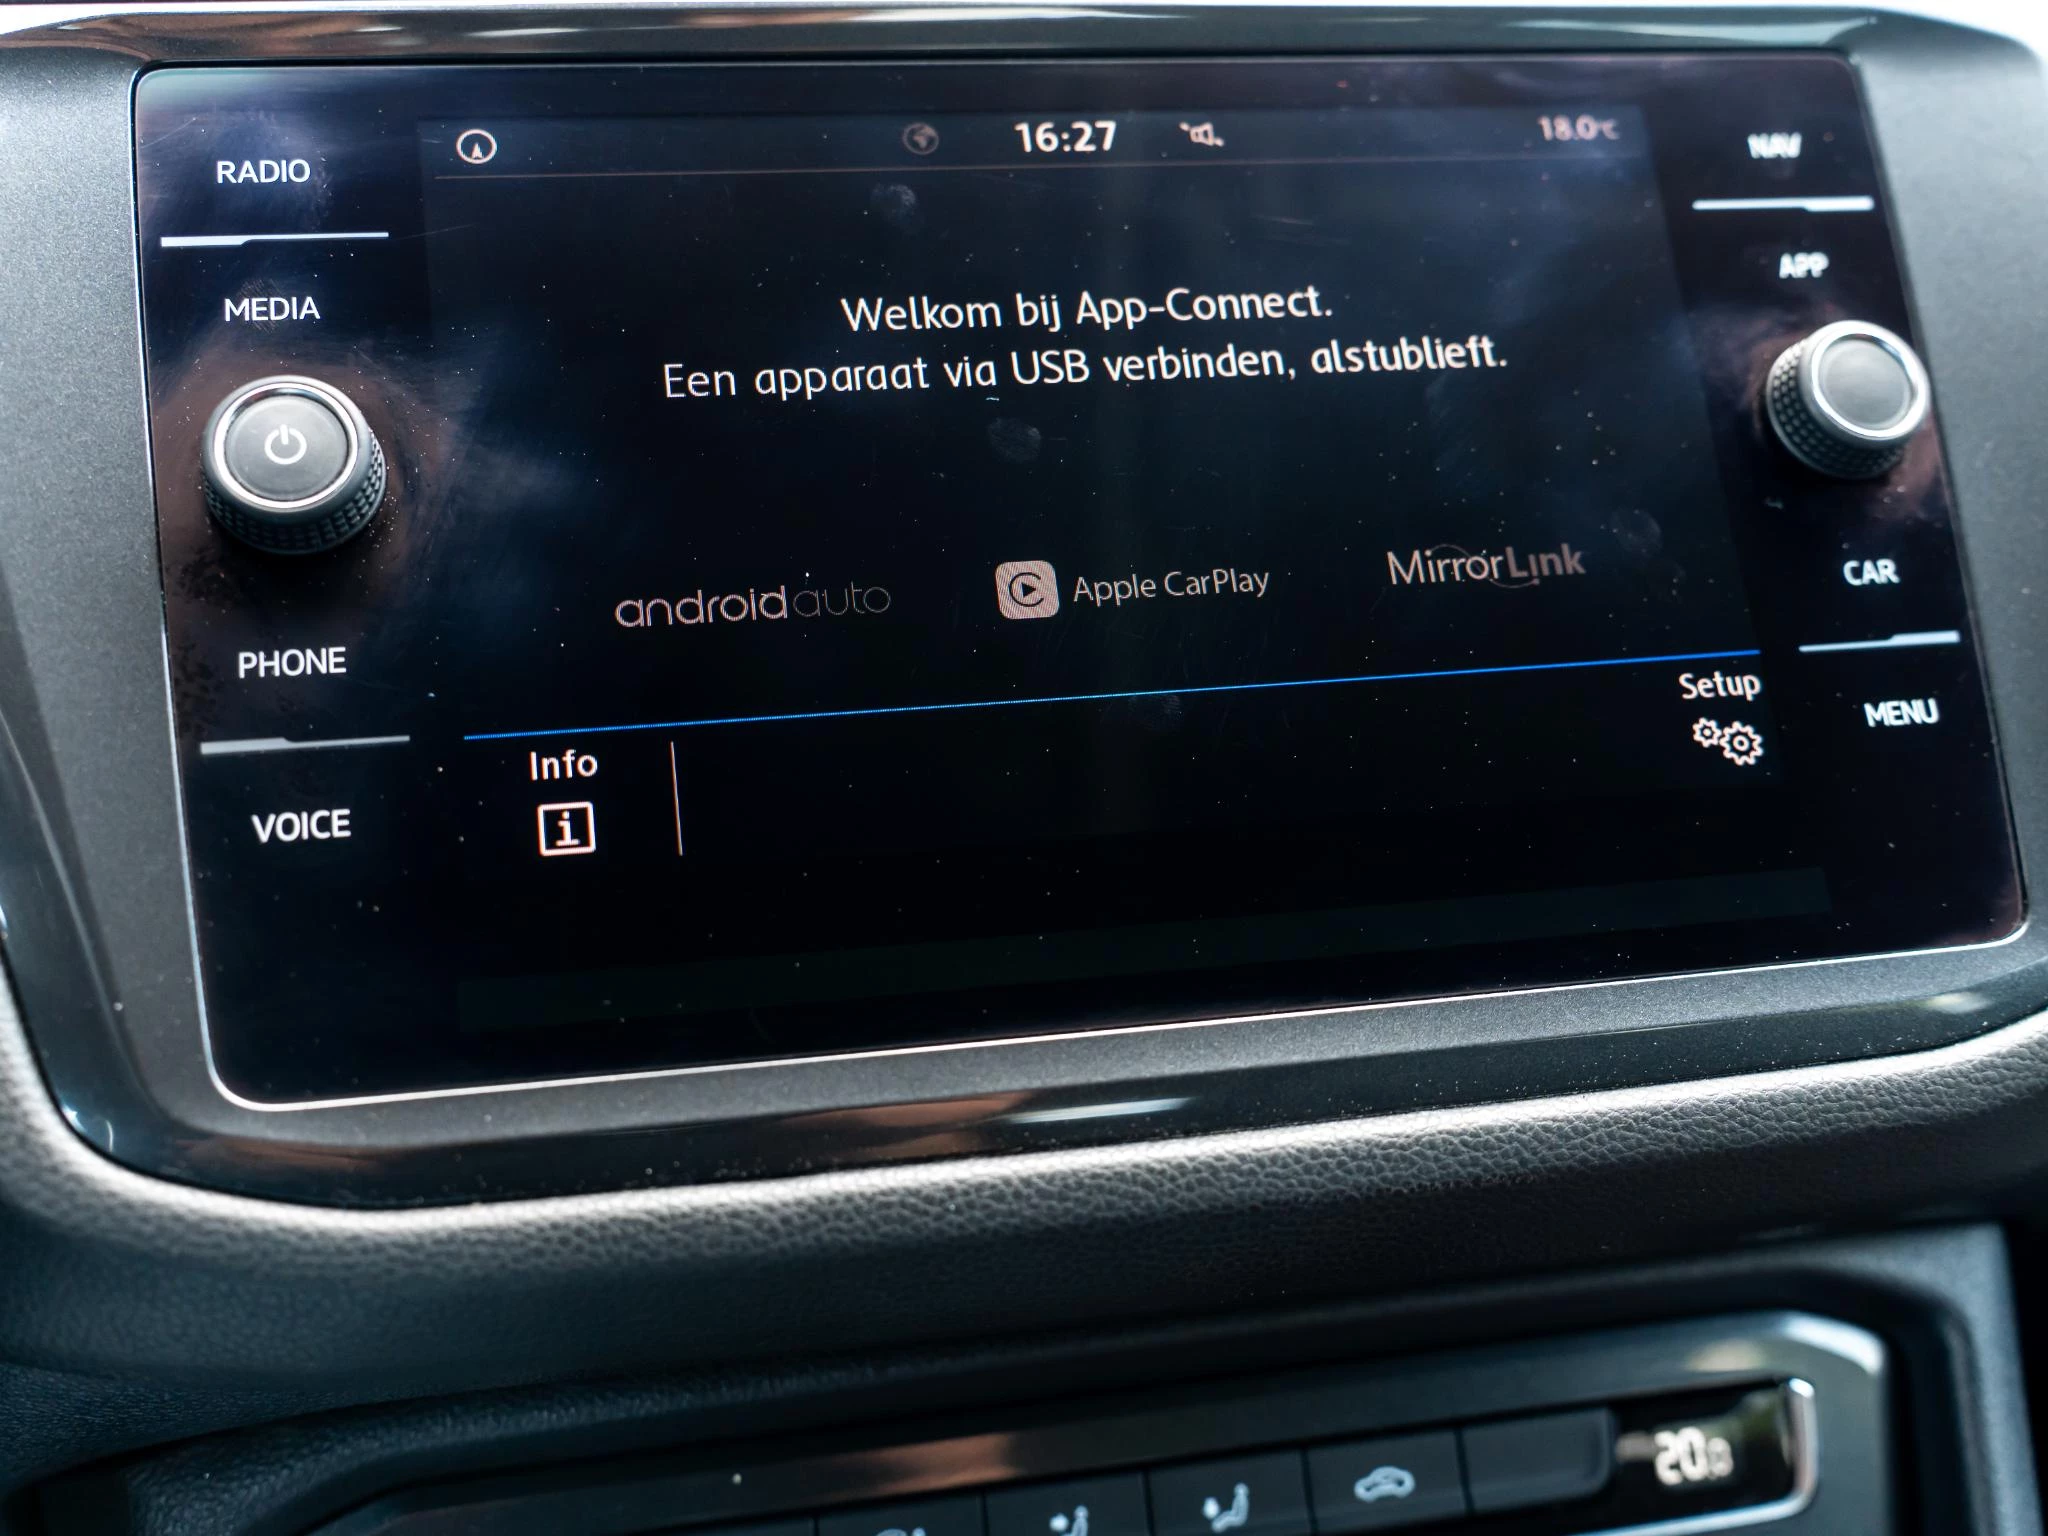 RADIO
MEDIA
PHONE
VOICE
16:27
18.0°C
Welkom bij App-Connect.
Een apparaat via USB verbinden, alstublieft.
androidauto
Apple CarPlay
MirrorLink
Info
i
Setup
NAV
APP
CAR
MENU
20.0